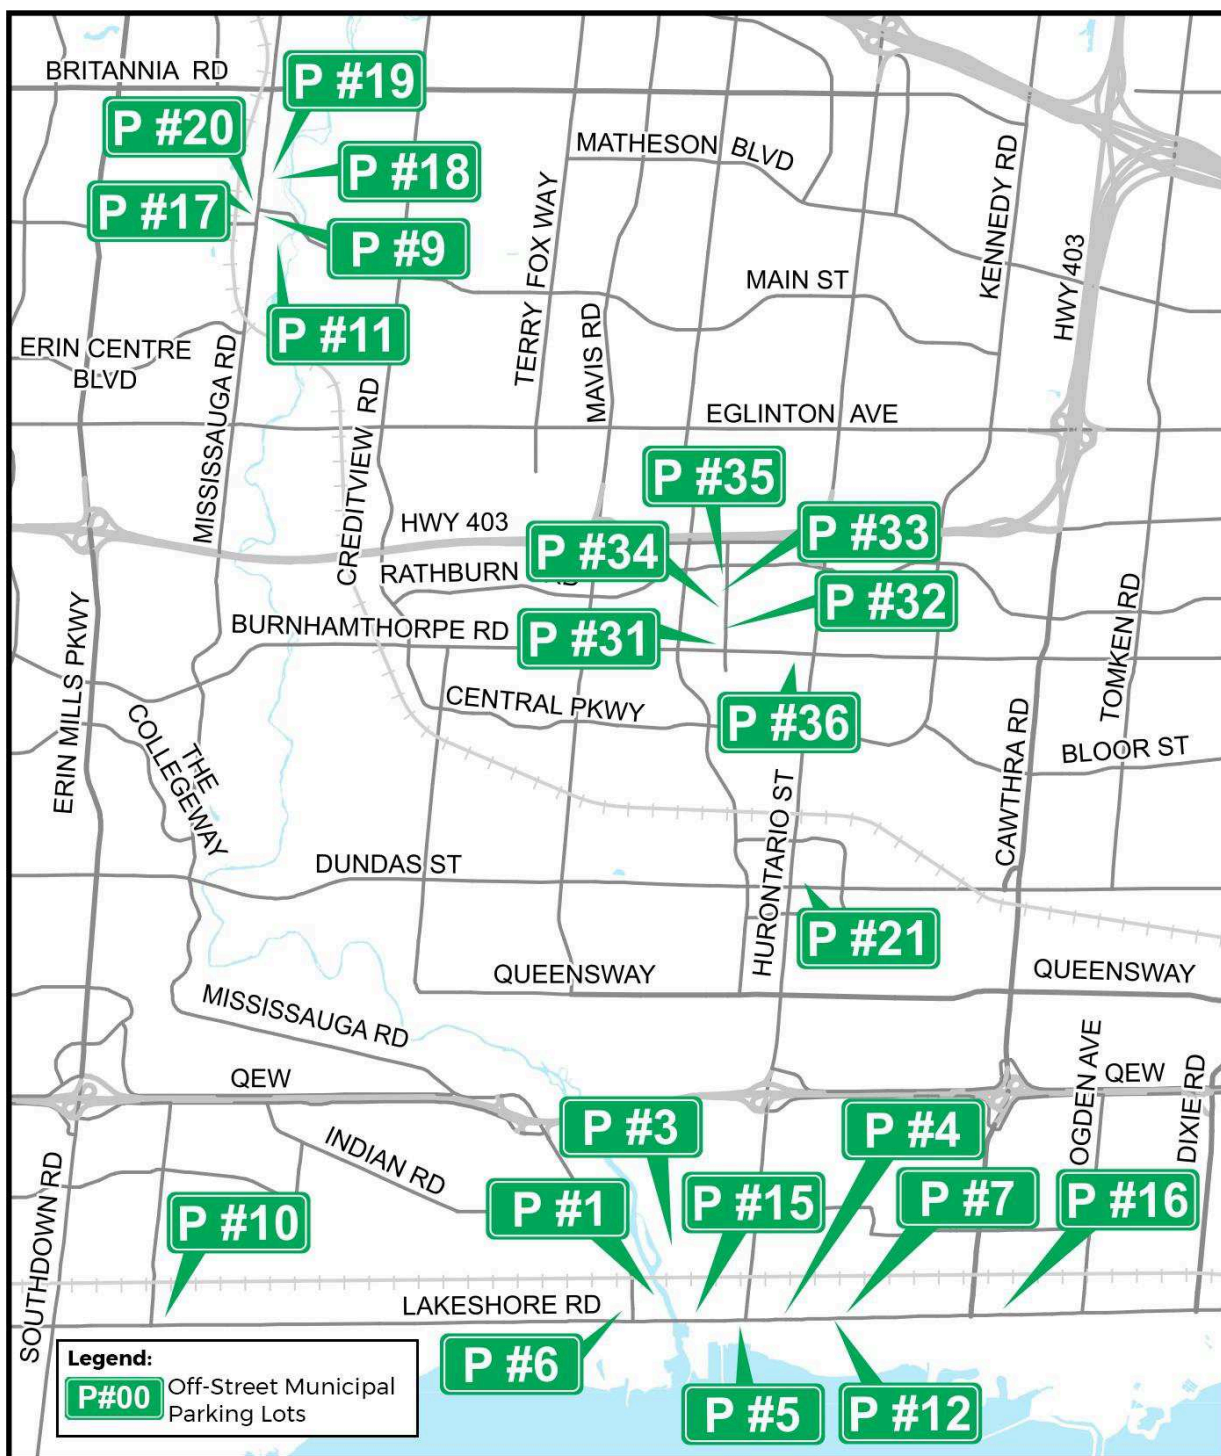 BRITANNIA RD
P #19
P #20
MATHESON BLVD
P #18
KENNEDY RD
P #17
P #9
TERRY FOX WAY
MAIN ST
HWY 403
P #11
ERIN CENTRE
BLVD
MISSISSAUGA RD
MAVIS RD
CREDITVIEW RD
EGLINTON AVE
P #35
HWY 403
P #34
P #33
RATHBURN
P #32
BURNHAMTHORPE RD
P #31
ERIN MILLS PKWY
TOMKEN RD
CENTRAL PKWY
P #36
THE
COLLEGEWAY
CAWTHRA RD
BLOOR ST
HURONTARIO ST
DUNDAS ST
P #21
QUEENSWAY
QUEENSWAY
MISSISSAUGA RD
QEW
OGDEN AVE
QEW
DIXIE RD
P #3
P #4
INDIAN RD
P #1
P #15
P #7
P #16
P #10
SOUTHDOWN RD
LAKESHORE RD
P #6
P #5
P #12
Legend:
P#00 Off-Street Municipal
Parking Lots